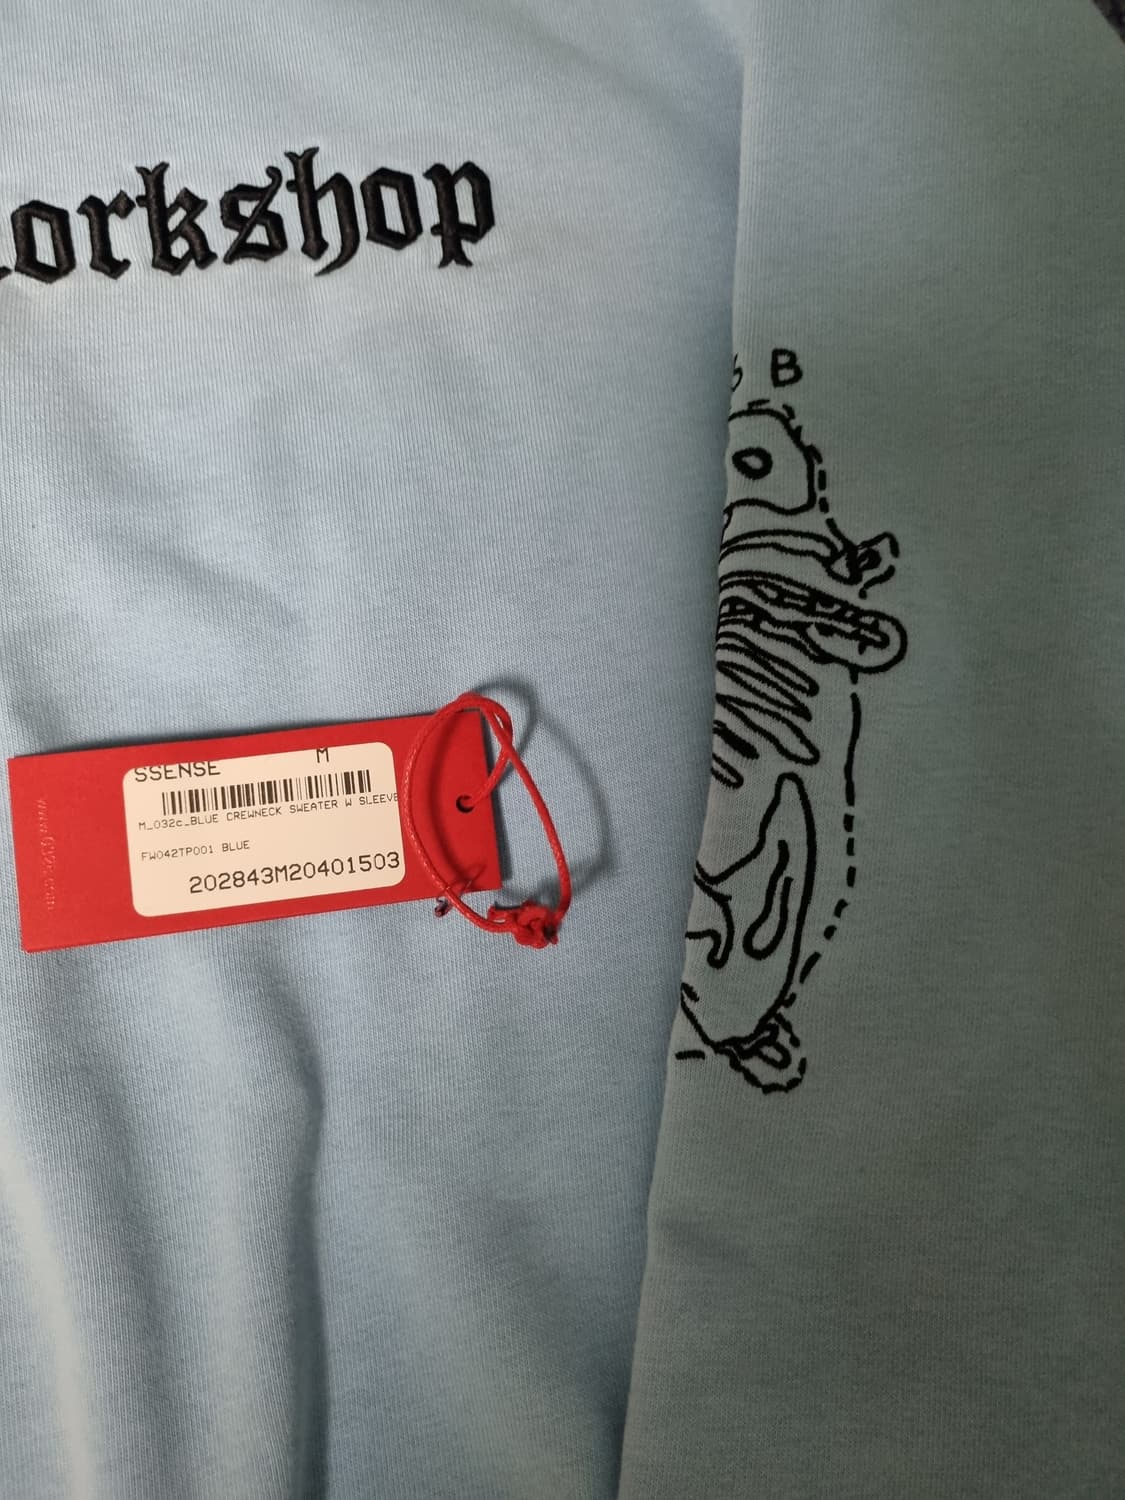 orkshop
B
SSENSE M
M_032c_BLUE CREWNECK SWEATER W SLEEVE
FW042TP001 BLUE
202843M20401503